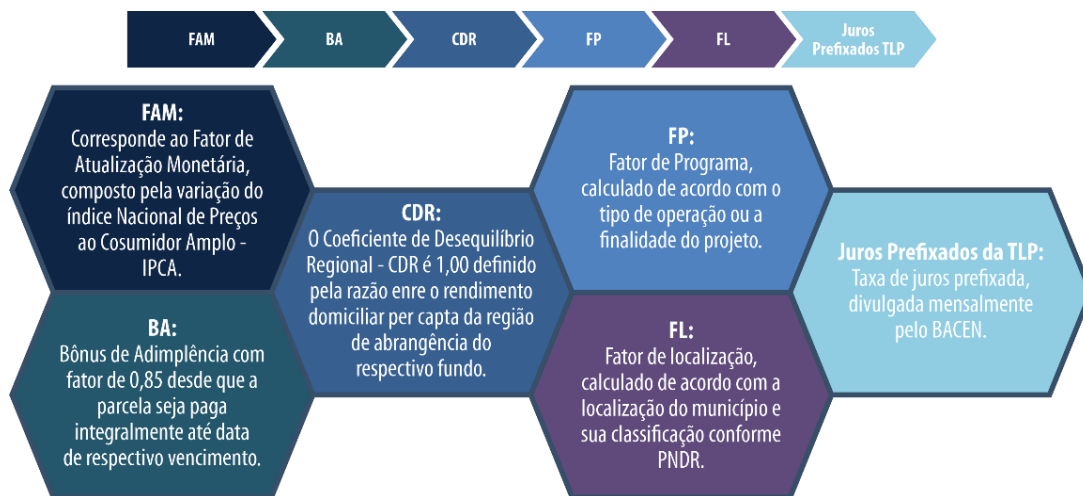 FAM
BA
CDR
FP
FL
Juros
Prefixados TLP
FAM:
Corresponde ao Fator de
Atualização Monetária,
composto pela variação do
índice Nacional de Preços
ao Cosumidor Amplo -
IPCA.
BA:
Bônus de Adimplência com
fator de 0,85 desde que a
parcela seja paga
integralmente até data
de respectivo vencimento.
CDR:
O Coeficiente de Desequilíbrio
Regional - CDR é 1,00 definido
pela razão enre o rendimento
domiciliar per capta da região
de abrangência do
respectivo fundo.
FP:
Fator de Programa,
calculado de acordo com o
tipo de operação ou a
finalidade do projeto.
FL:
Fator de localização,
calculado de acordo com a
localização do município e
sua classificação conforme
PNDR.
Juros Prefixados da TLP:
Taxa de juros prefixada,
divulgada mensalmente
pelo BACEN.